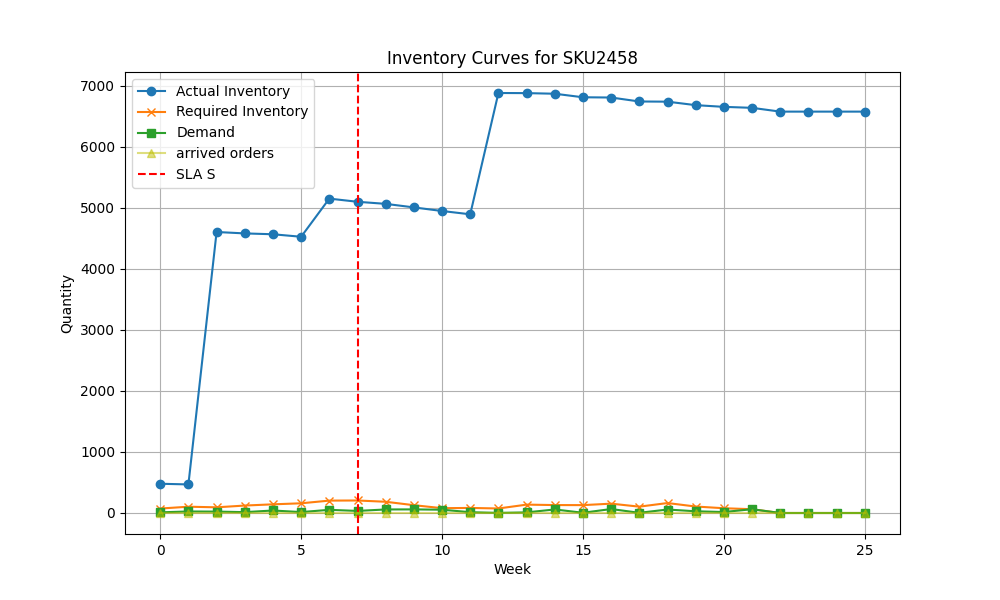 Inventory Curves for SKU2458
Actual Inventory
Required Inventory
Demand
arrived orders
SLA S
7000
6000
5000
4000
3000
2000
1000
0
Quantity
0 5 10 15 20 25
Week